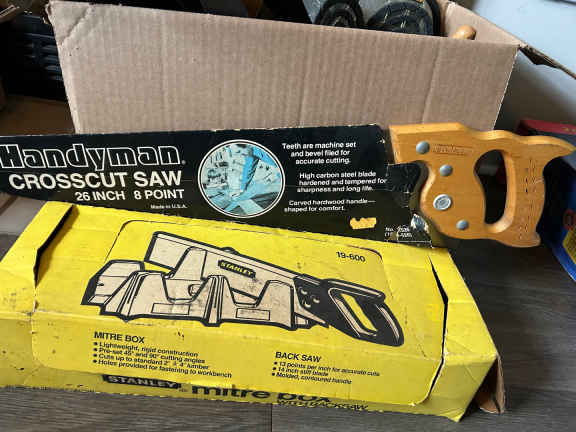 Handyman®
CROSSCUT SAW
26 INCH 8 POINT
Made in U.S.A.
Teeth are machine set
and bevel filed for
accurate cutting.
High carbon steel blade
hardened and tempered for
sharpness and long life.
Carved hardwood handle—
shaped for comfort.
No.
STANLEY
19-600
STANLEY
MITRE BOX
• Lightweight, rigid construction
• Pre-set 45° and 90° cutting angles
• Cuts up to standard 2" x 4" lumber
• Holes provided for fastening to workbench
BACK SAW
• 13 points per inch for accurate cuts
• 14 inch stiff blade
• Molded, contoured handle
STANLEY® mitre box
WITH BACKSAW